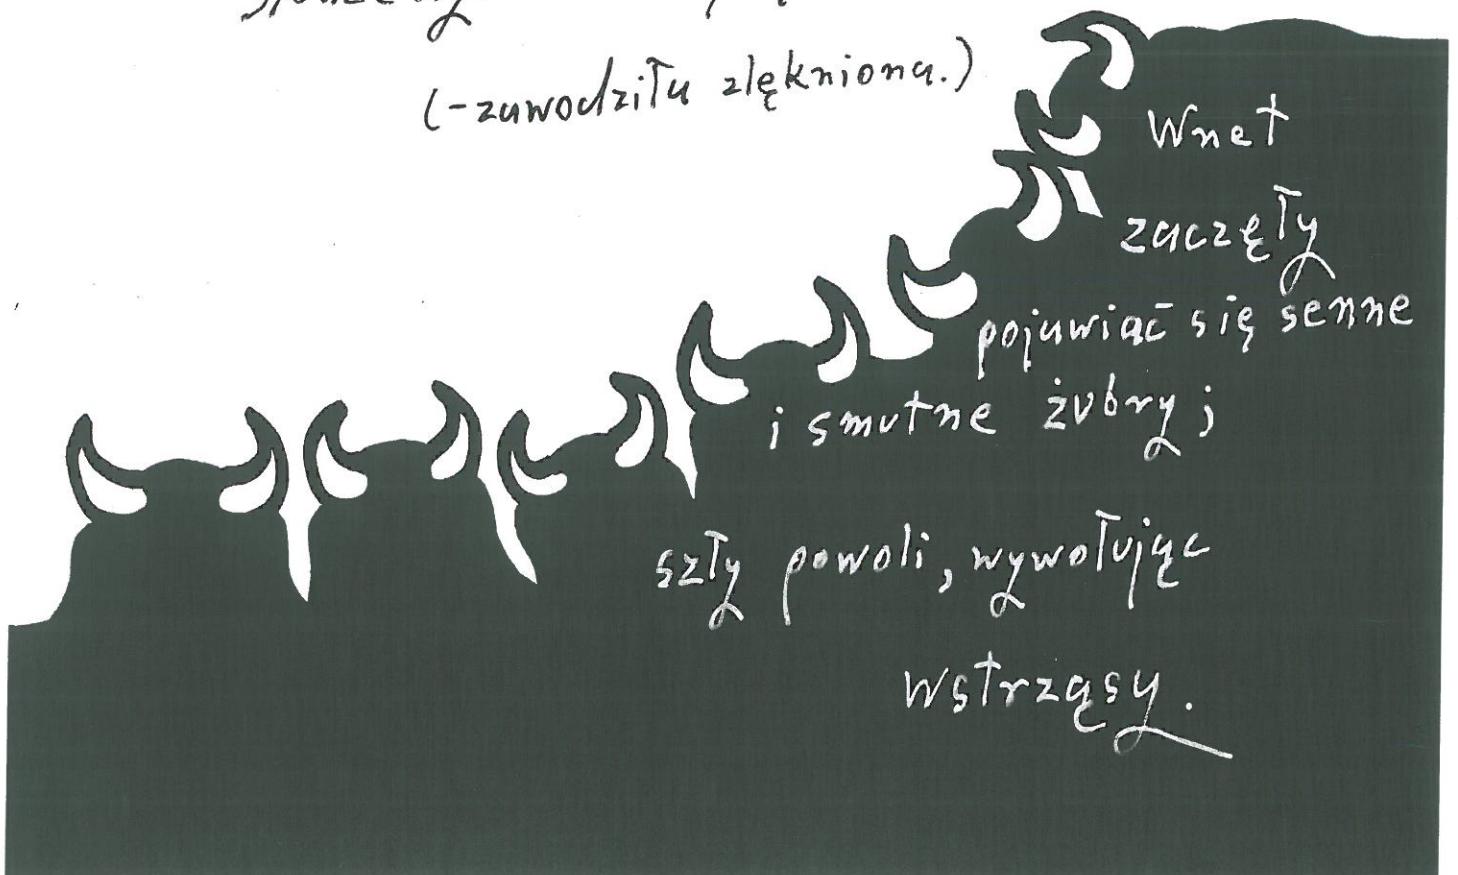 (-zawodziła zlękniona.)
Wnet
zaczęły
pojawiać się senne
i smutne żubry;
szły powoli, wywołując
wstrząsy.